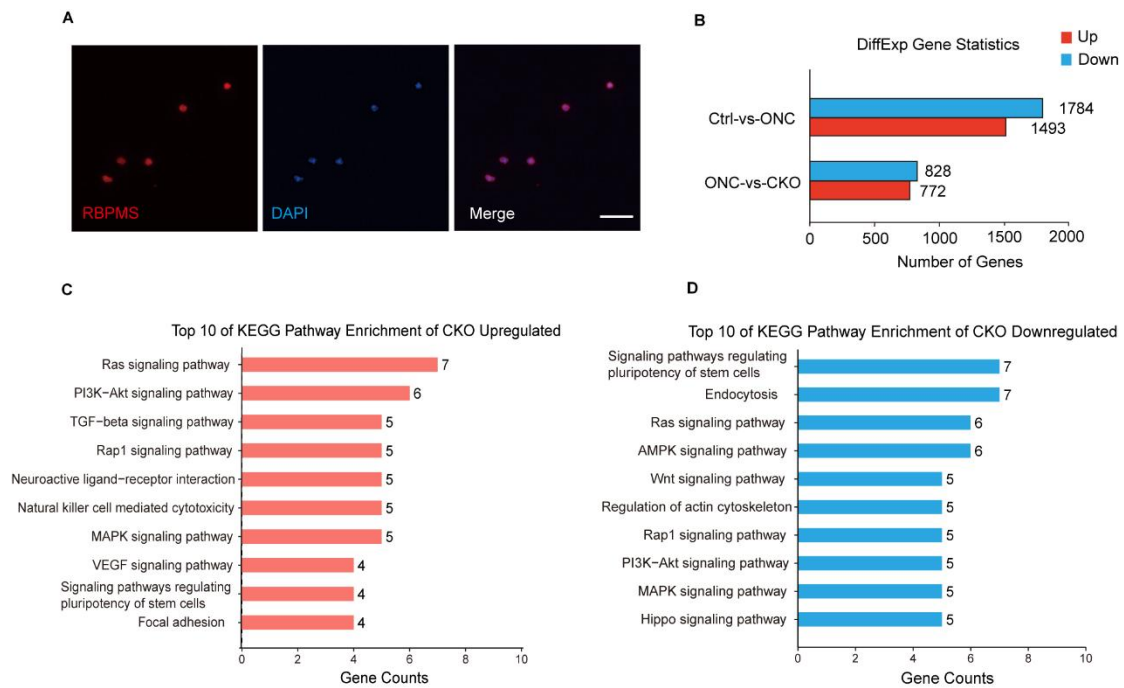 A
RBPMS
DAPI
Merge
B
DiffExp Gene Statistics
Up
Down
Ctrl-vs-ONC
1784
1493
ONC-vs-CKO
828
772
0
500
1000
1500
2000
Number of Genes
C
Top 10 of KEGG Pathway Enrichment of CKO Upregulated
Ras signaling pathway
7
PI3K−Akt signaling pathway
6
TGF−beta signaling pathway
5
Rap1 signaling pathway
5
Neuroactive ligand−receptor interaction
5
Natural killer cell mediated cytotoxicity
5
MAPK signaling pathway
5
VEGF signaling pathway
4
Signaling pathways regulating
pluripotency of stem cells
4
Focal adhesion
4
0
2
4
6
8
10
Gene Counts
D
Top 10 of KEGG Pathway Enrichment of CKO Downregulated
Signaling pathways regulating
pluripotency of stem cells
7
Endocytosis
7
Ras signaling pathway
6
AMPK signaling pathway
6
Wnt signaling pathway
5
Regulation of actin cytoskeleton
5
Rap1 signaling pathway
5
PI3K-Akt signaling pathway
5
MAPK signaling pathway
5
Hippo signaling pathway
5
0
2
4
6
8
10
Gene Counts